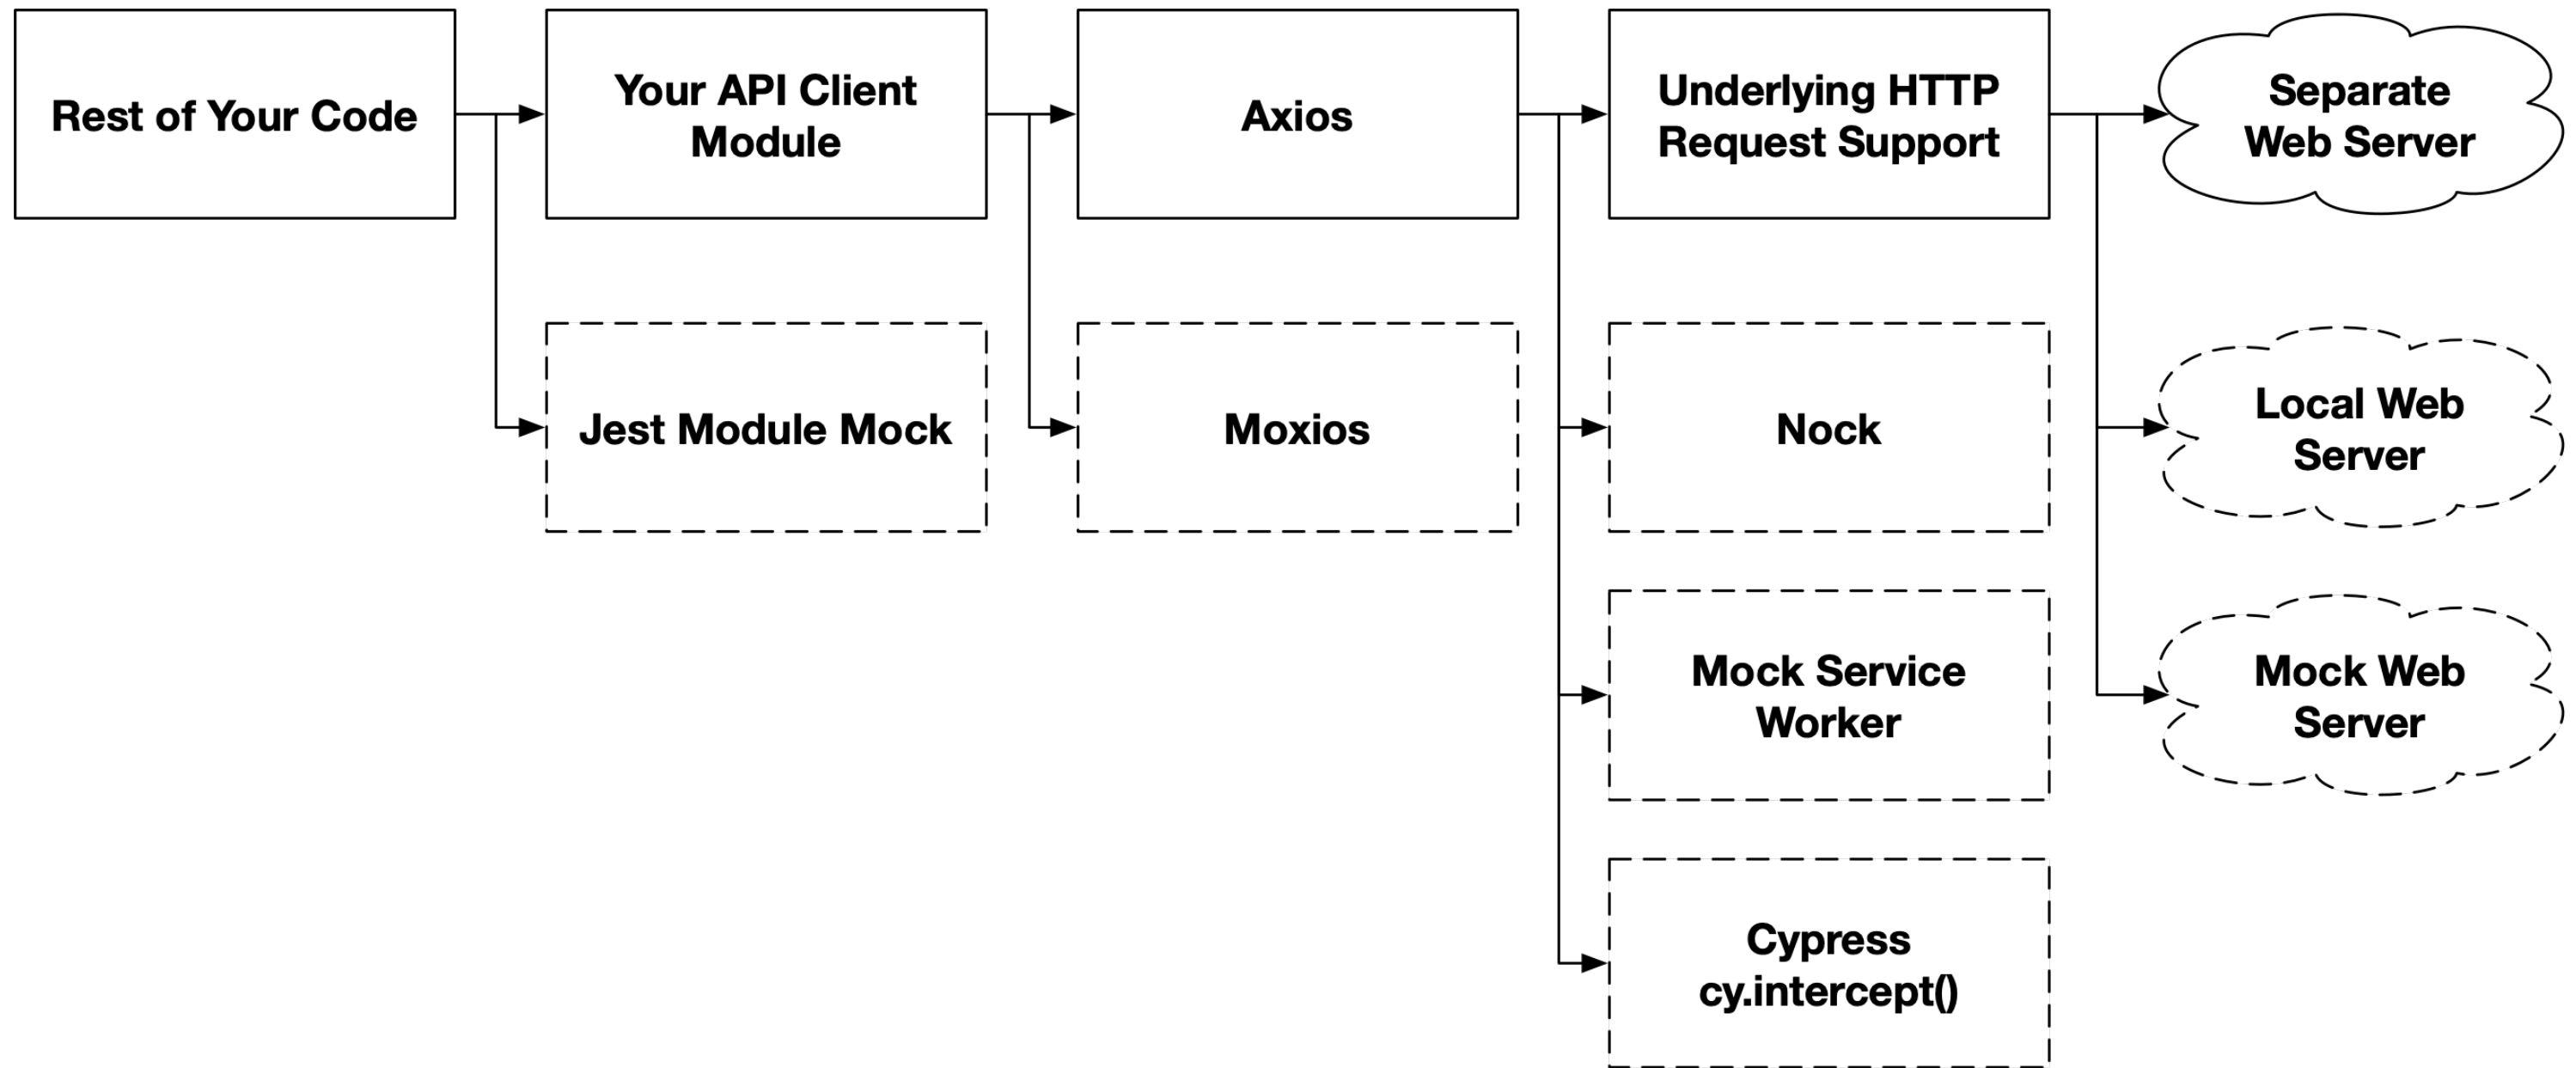 Rest of Your Code
Your API Client
Module
Axios
Underlying HTTP
Request Support
Separate
Web Server
Jest Module Mock
Moxios
Nock
Local Web
Server
Mock Service
Worker
Mock Web
Server
Cypress
cy.intercept()